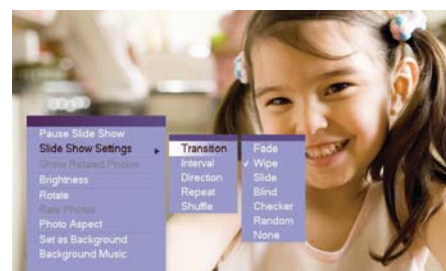 Pause Slide Show
Slide Show Settings
Show Related Photos
Brightness
Rotate
Rate Photos
Photo Aspect
Set as Background
Background Music
Transition
Interval
Direction
Repeat
Shuffle
Fade
Wipe
Slide
Blind
Checker
Random
None